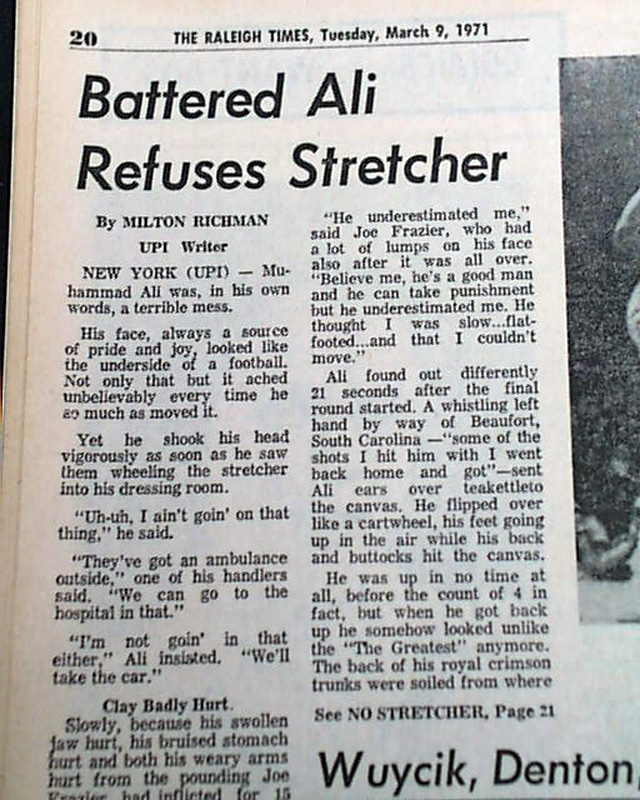 20
THE RALEIGH TIMES, Tuesday, March 9, 1971
Battered Ali
Refuses Stretcher
By MILTON RICHMAN
UPI Writer
NEW YORK (UPI) — Mu-
hammad Ali was, in his own
words, a terrible mess.
His face, always a source
of pride and joy, looked like
the underside of a football.
Not only that but it ached
unbelievably every time he
so much as moved it.
Yet he shook his head
vigorously as soon as he saw
them wheeling the stretcher
into his dressing room.
"Uh-uh, I ain't goin' on that
thing," he said.
"They've got an ambulance
outside," one of his handlers
said. "We can go to the
hospital in that."
"I'm not goin' in that
either," Ali insisted. "We'll
take the car."
Clay Badly Hurt.
Slowly, because his swollen
jaw hurt, his bruised stomach
hurt and both his weary arms
hurt from the pounding Joe
Frazier had inflicted for 15
"He underestimated me,"
said Joe Frazier, who had
a lot of lumps on his face
also after it was all over.
"Believe me, he's a good man
and he can take punishment
but he underestimated me. He
thought I was slow...flat-
footed...and that I couldn't
move."
Ali found out differently
21 seconds after the final
round started. A whistling left
hand by way of Beaufort,
South Carolina —"some of the
shots I hit him with I went
back home and got"—sent
Ali ears over teakettleto
the canvas. He flipped over
like a cartwheel, his feet going
up in the air while his back
and buttocks hit the canvas.
He was up in no time at
all, before the count of 4 in
fact, but when he got back
up he somehow looked unlike
the "The Greatest" anymore.
The back of his royal crimson
trunks were soiled from where
See NO STRETCHER, Page 21
Wuycik, Denton,